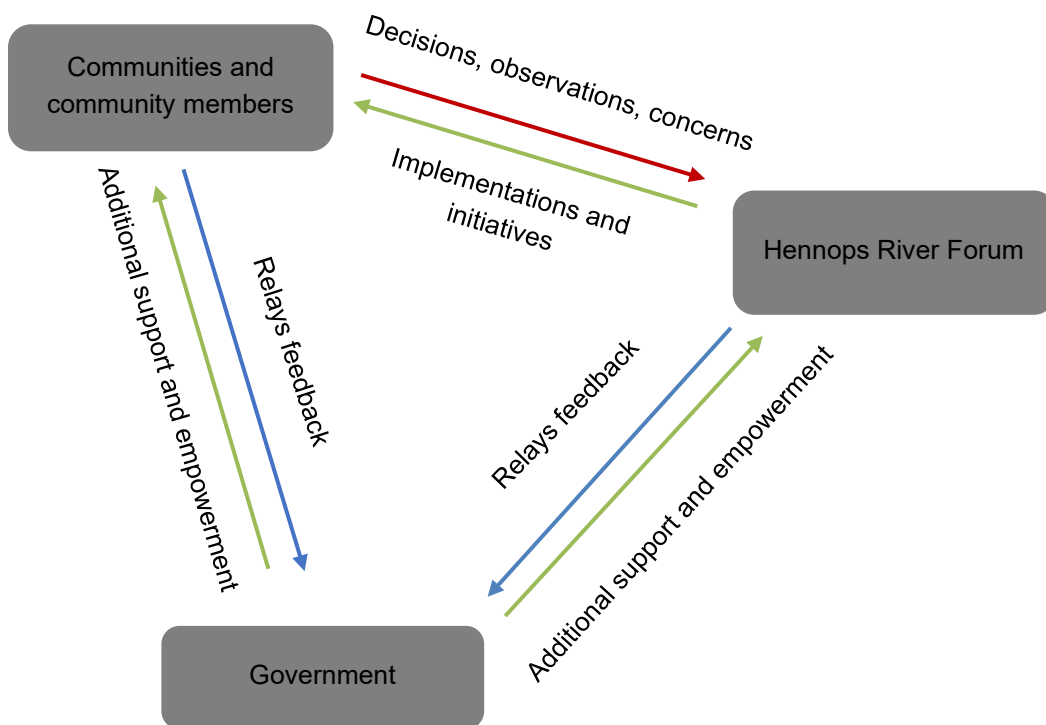 Communities and
community members
Decisions, observations, concerns
Implementations and
initiatives
Hennops River Forum
Additional support and empowerment
Relays feedback
Relays feedback
Additional support and empowerment
Government